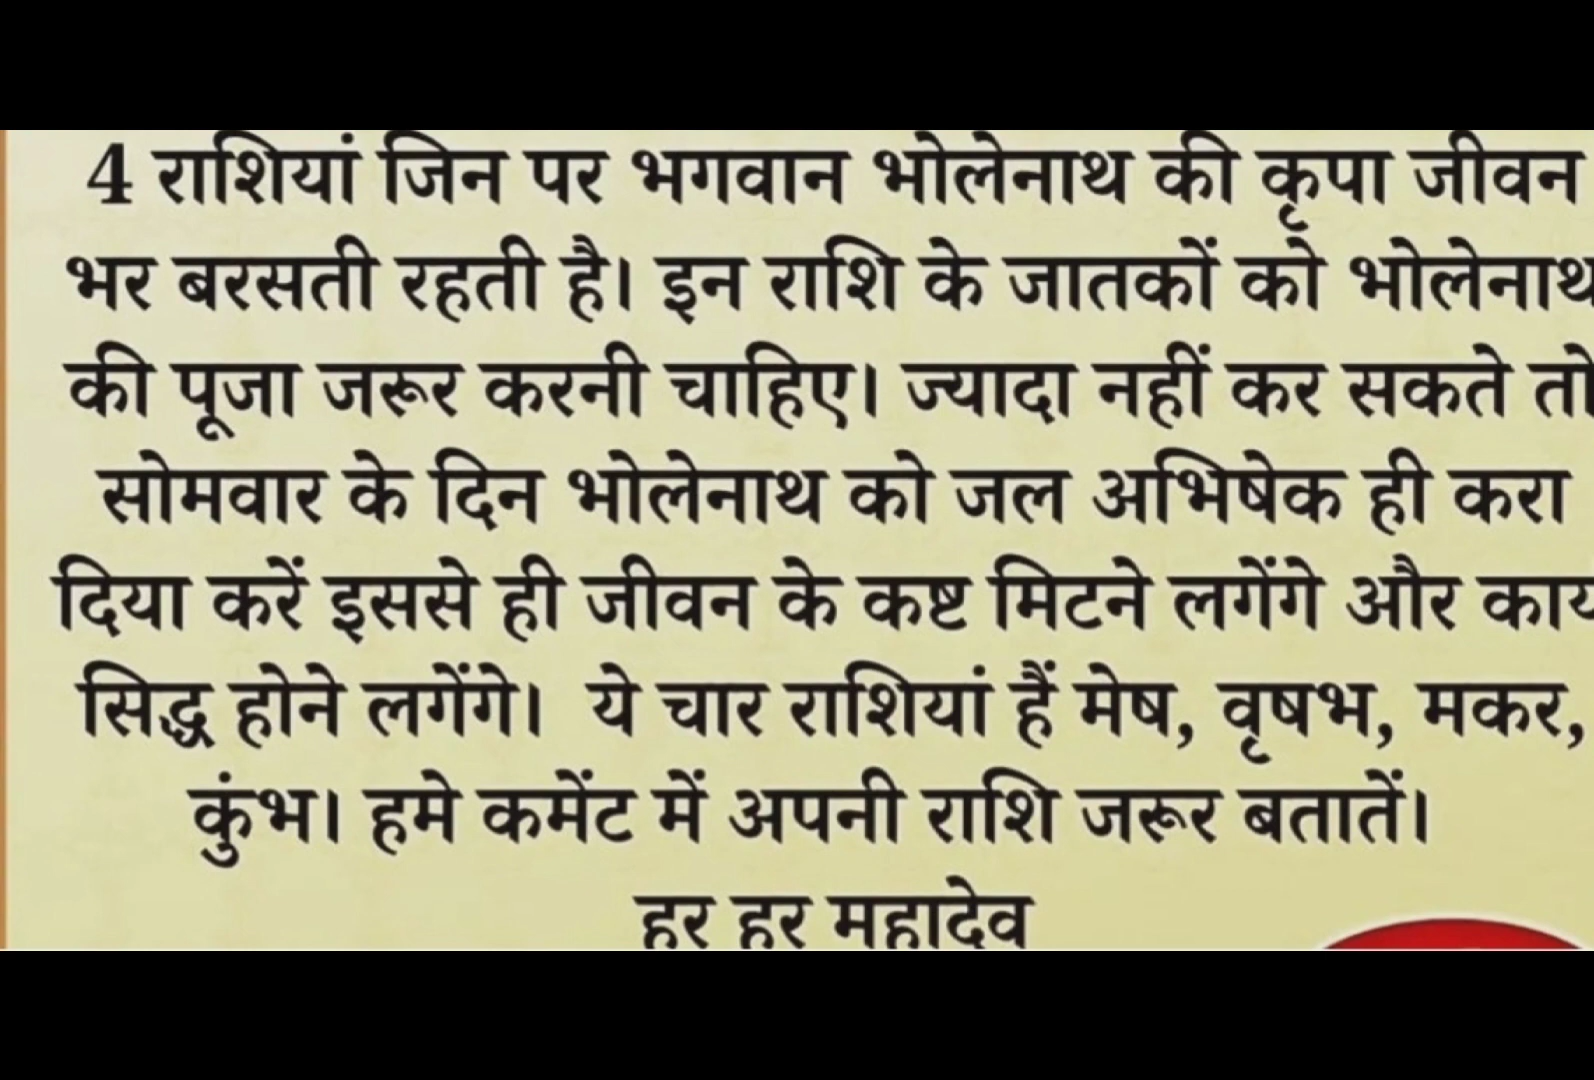 4 राशियां जिन पर भगवान भोलेनाथ की कृपा जीवन
भर बरसती रहती है। इन राशि के जातकों को भोलेनाथ
की पूजा जरूर करनी चाहिए। ज्यादा नहीं कर सकते तो
सोमवार के दिन भोलेनाथ को जल अभिषेक ही करा
दिया करें इससे ही जीवन के कष्ट मिटने लगेंगे और काय
सिद्ध होने लगेंगे। ये चार राशियां हैं मेष, वृषभ, मकर,
कुंभ। हमे कमेंट में अपनी राशि जरूर बतातें।
हर हर महादेव